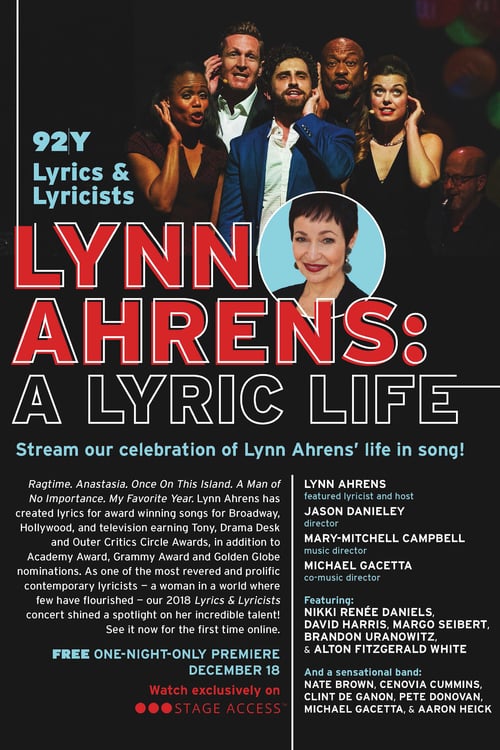 92|Y
Lyrics &
Lyricists
LYNN
AHRENS:
A LYRIC LIFE
Stream our celebration of Lynn Ahrens' life in song!
Ragtime. Anastasia. Once On This Island. A Man of
No Importance. My Favorite Year. Lynn Ahrens has
created lyrics for award winning songs for Broadway,
Hollywood, and television earning Tony, Drama Desk
and Outer Critics Circle Awards, in addition to
Academy Award, Grammy Award and Golden Globe
nominations. As one of the most revered and prolific
contemporary lyricists – a woman in a world where
few have flourished – our 2018 Lyrics & Lyricists
concert shined a spotlight on her incredible talent!
See it now for the first time online.
FREE ONE-NIGHT-ONLY PREMIERE
DECEMBER 18
Watch exclusively on
STAGE ACCESS™
LYNN AHRENS
featured lyricist and host
JASON DANIELEY
director
MARY-MITCHELL CAMPBELL
music director
MICHAEL GACETTA
co-music director
Featuring:
NIKKI RENÉE DANIELS,
DAVID HARRIS, MARGO SEIBERT,
BRANDON URANOWITZ,
& ALTON FITZGERALD WHITE
And a sensational band:
NATE BROWN, CENOVIA CUMMINS,
CLINT DE GANON, PETE DONOVAN,
MICHAEL GACETTA, & AARON HEICK